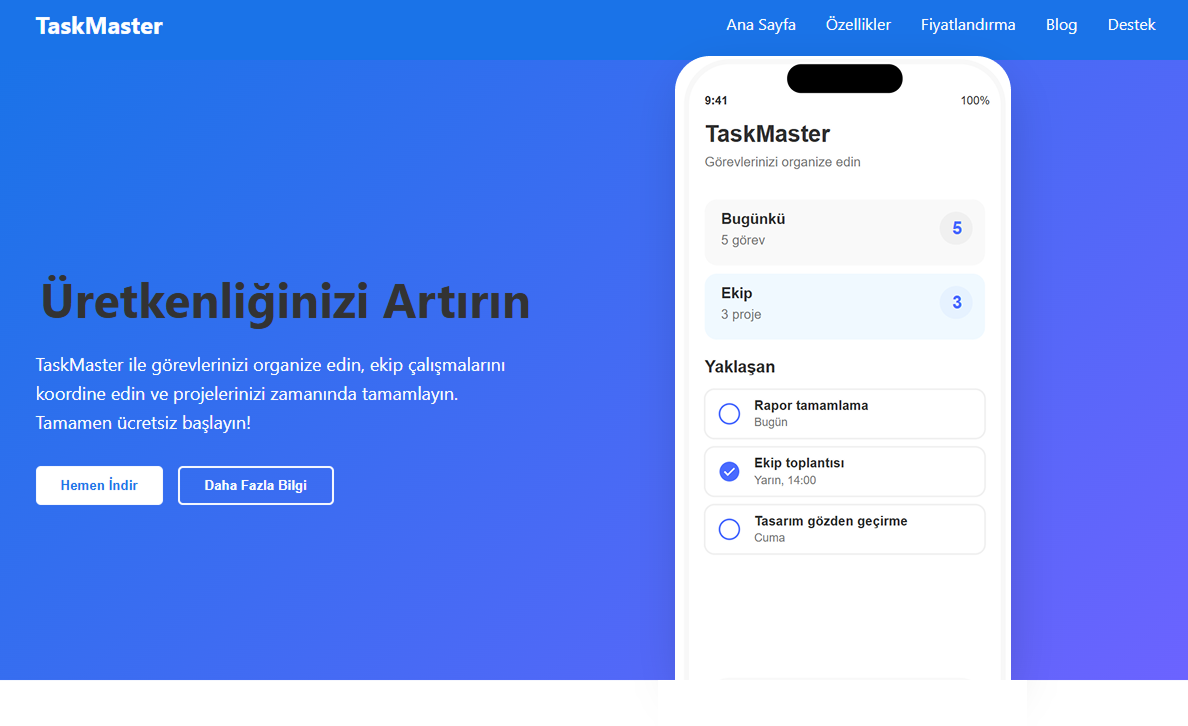 TaskMaster
Ana Sayfa Özellikler Fiyatlandırma Blog Destek
Üretkenliğinizi Artırın
TaskMaster ile görevlerinizi organize edin, ekip çalışmalarını
koordine edin ve projelerinizi zamanında tamamlayın.
Tamamen ücretsiz başlayın!
Hemen İndir
Daha Fazla Bilgi
9:41
100%
TaskMaster
Görevlerinizi organize edin
Bugünkü
5 görev
5
Ekip
3 proje
3
Yaklaşan
Rapor tamamlama
Bugün
Ekip toplantısı
Yarın, 14:00
Tasarım gözden geçirme
Cuma